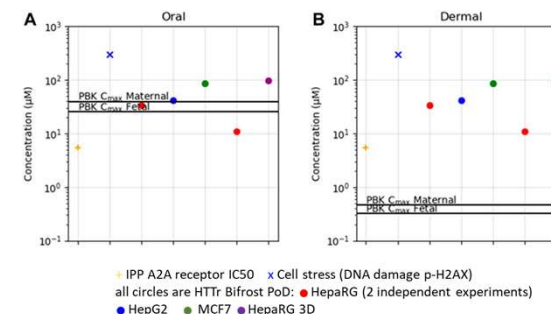 A
Oral
B
Dermal
10³
10²
10¹
10⁰
10⁻¹
Concentration (µM)
PBK Cmax Maternal
PBK Cmax Fetal
10³
10²
10¹
10⁰
10⁻¹
Concentration (µM)
PBK Cmax Maternal
PBK Cmax Fetal
+ IPP A2A receptor IC50 x Cell stress (DNA damage p-H2AX)
all circles are HTTr Bifrost PoD: ● HepaRG (2 independent experiments)
● HepG2 ● MCF7 ● HepaRG 3D